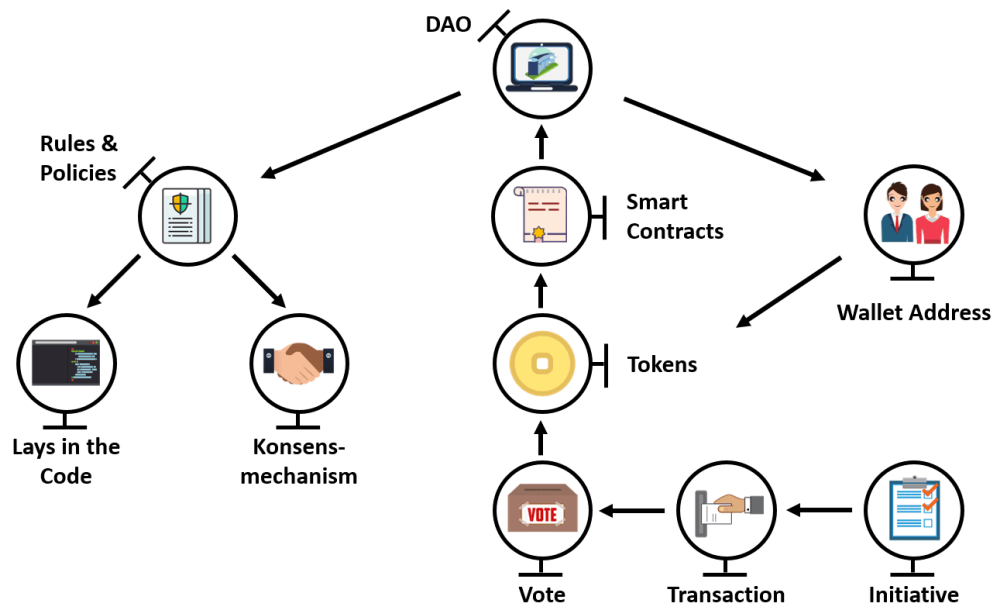 DAO
Rules &
Policies
Smart
Contracts
Wallet Address
Tokens
Lays in the
Code
Konsens-
mechanism
VOTE
Vote
Transaction
Initiative